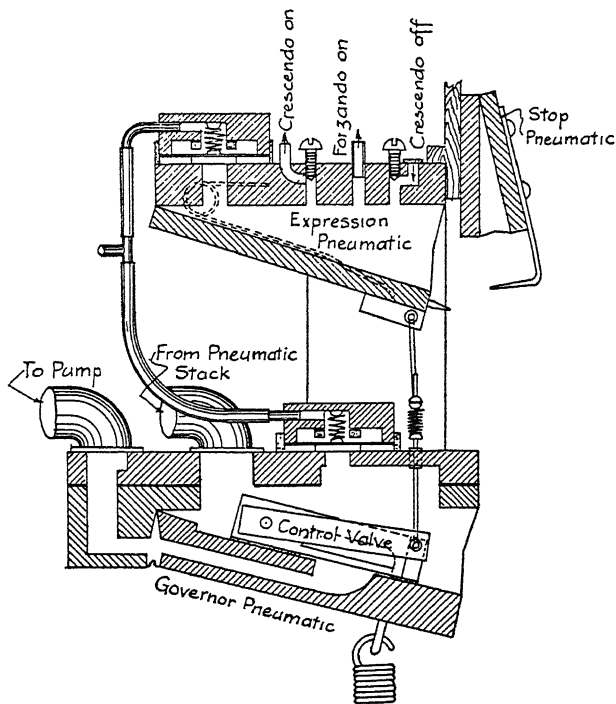 Crescendo on
Forzando on
Crescendo off
Stop
Pneumatic
Expression
Pneumatic
To Pump
From Pneumatic
Stack
Control Valve
Governor Pneumatic